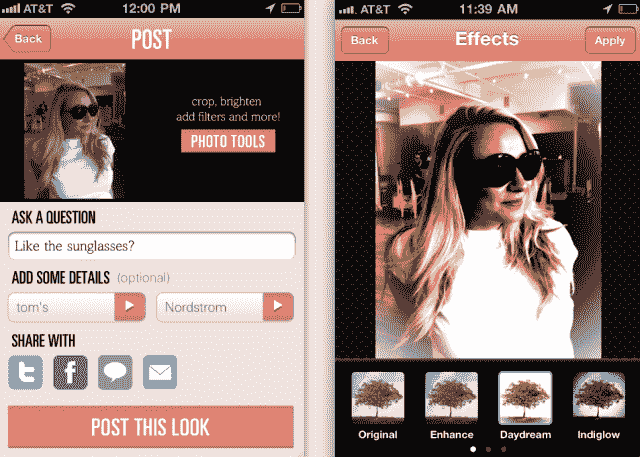 AT&T 12:00 PM
Back POST
crop, brighten
add filters and more!
PHOTO TOOLS
ASK A QUESTION
Like the sunglasses?
ADD SOME DETAILS (optional)
tom's Nordstrom
SHARE WITH
POST THIS LOOK
AT&T 11:39 AM
Back Effects Apply
Original Enhance Daydream Indiglow